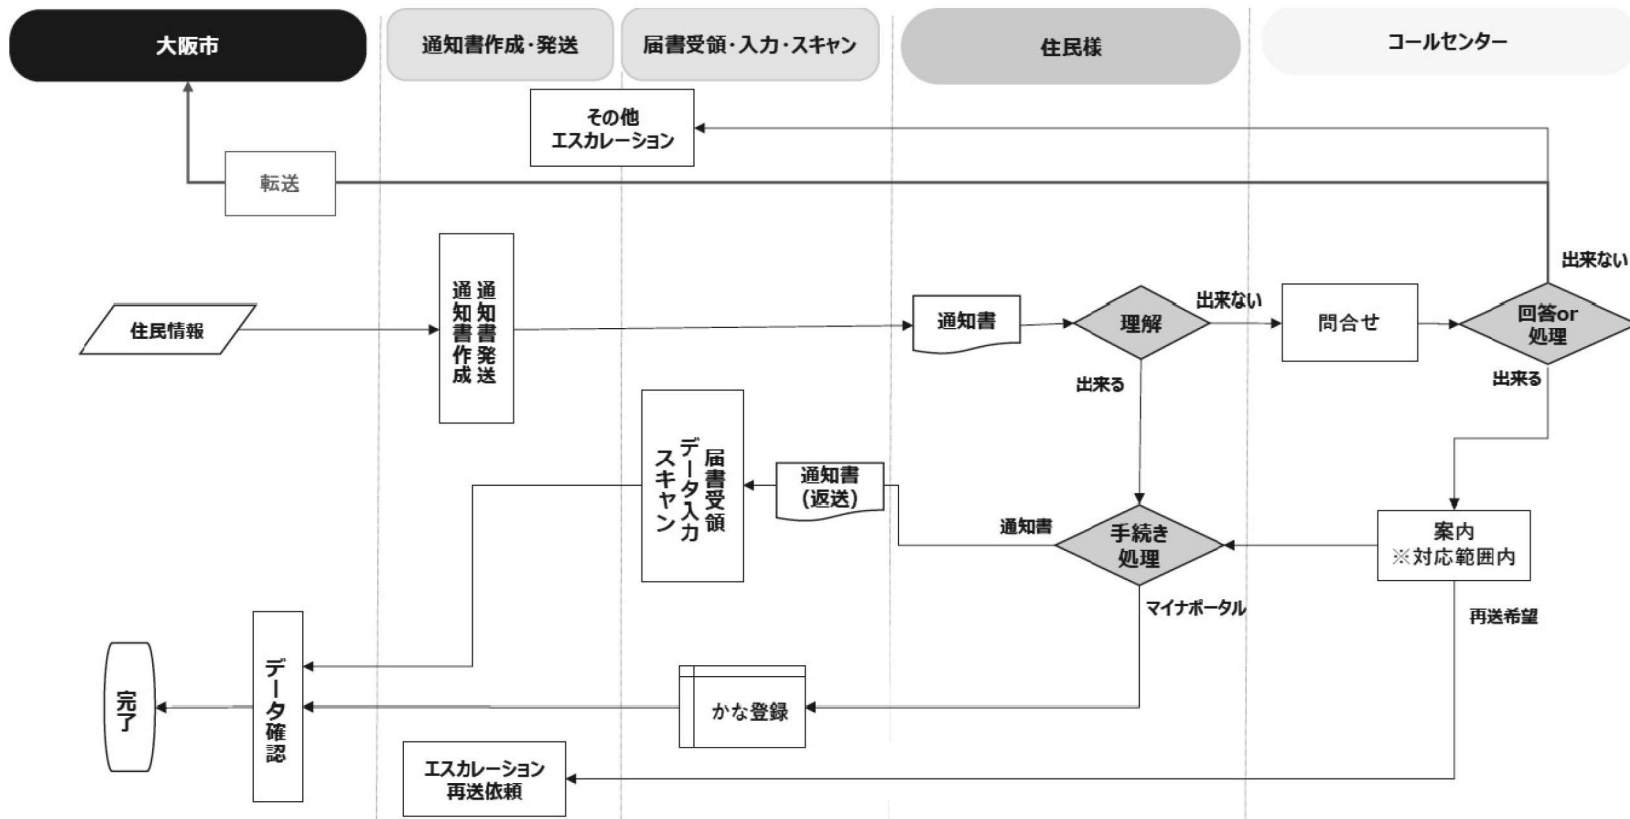 大阪市
通知書作成・発送
届書受領・入力・スキャン
住民様
コールセンター
その他
エスカレーション
転送
出来ない
住民情報
通知書作成
通知書発送
通知書
理解
出来ない
問合せ
回答or
処理
出来る
出来る
届書受領
データ入力
スキャン
通知書
(返送)
通知書
手続き
処理
案内
※対応範囲内
マイナポータル
再送希望
完了
データ確認
かな登録
エスカレーション
再送依頼